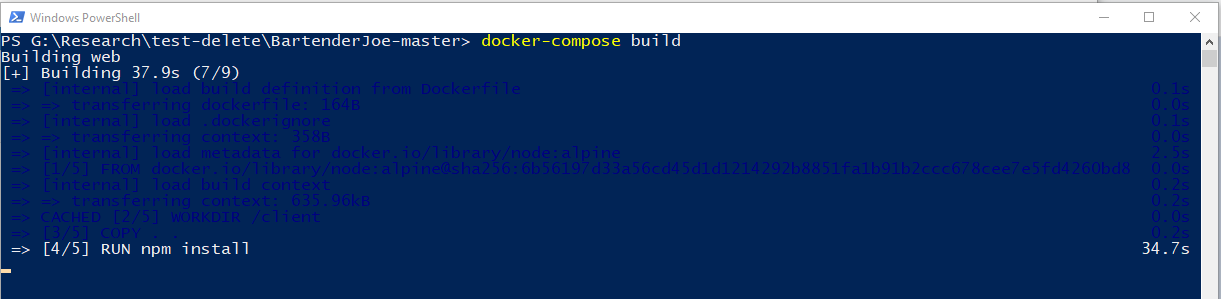 Windows PowerShell
PS G:\Research\test-delete\BartenderJoe-master> docker-compose build
Building web
[+] Building 37.9s (7/9)
=> [internal] load build definition from Dockerfile 0.1s
=> => transferring dockerfile: 164B 0.0s
=> [internal] load .dockerignore 0.1s
=> => transferring context: 358B 0.0s
=> [internal] load metadata for docker.io/library/node:alpine 2.5s
=> [1/5] FROM docker.io/library/node:alpine@sha256:6b56197d33a56cd45d1d1214292b8851fa1b91b2ccc678cee7e5fd4260bd8 0.0s
=> [internal] load build context 0.2s
=> => transferring context: 635.96kB 0.2s
=> CACHED [2/5] WORKDIR /client 0.0s
=> [3/5] COPY . . 0.2s
=> [4/5] RUN npm install 34.7s